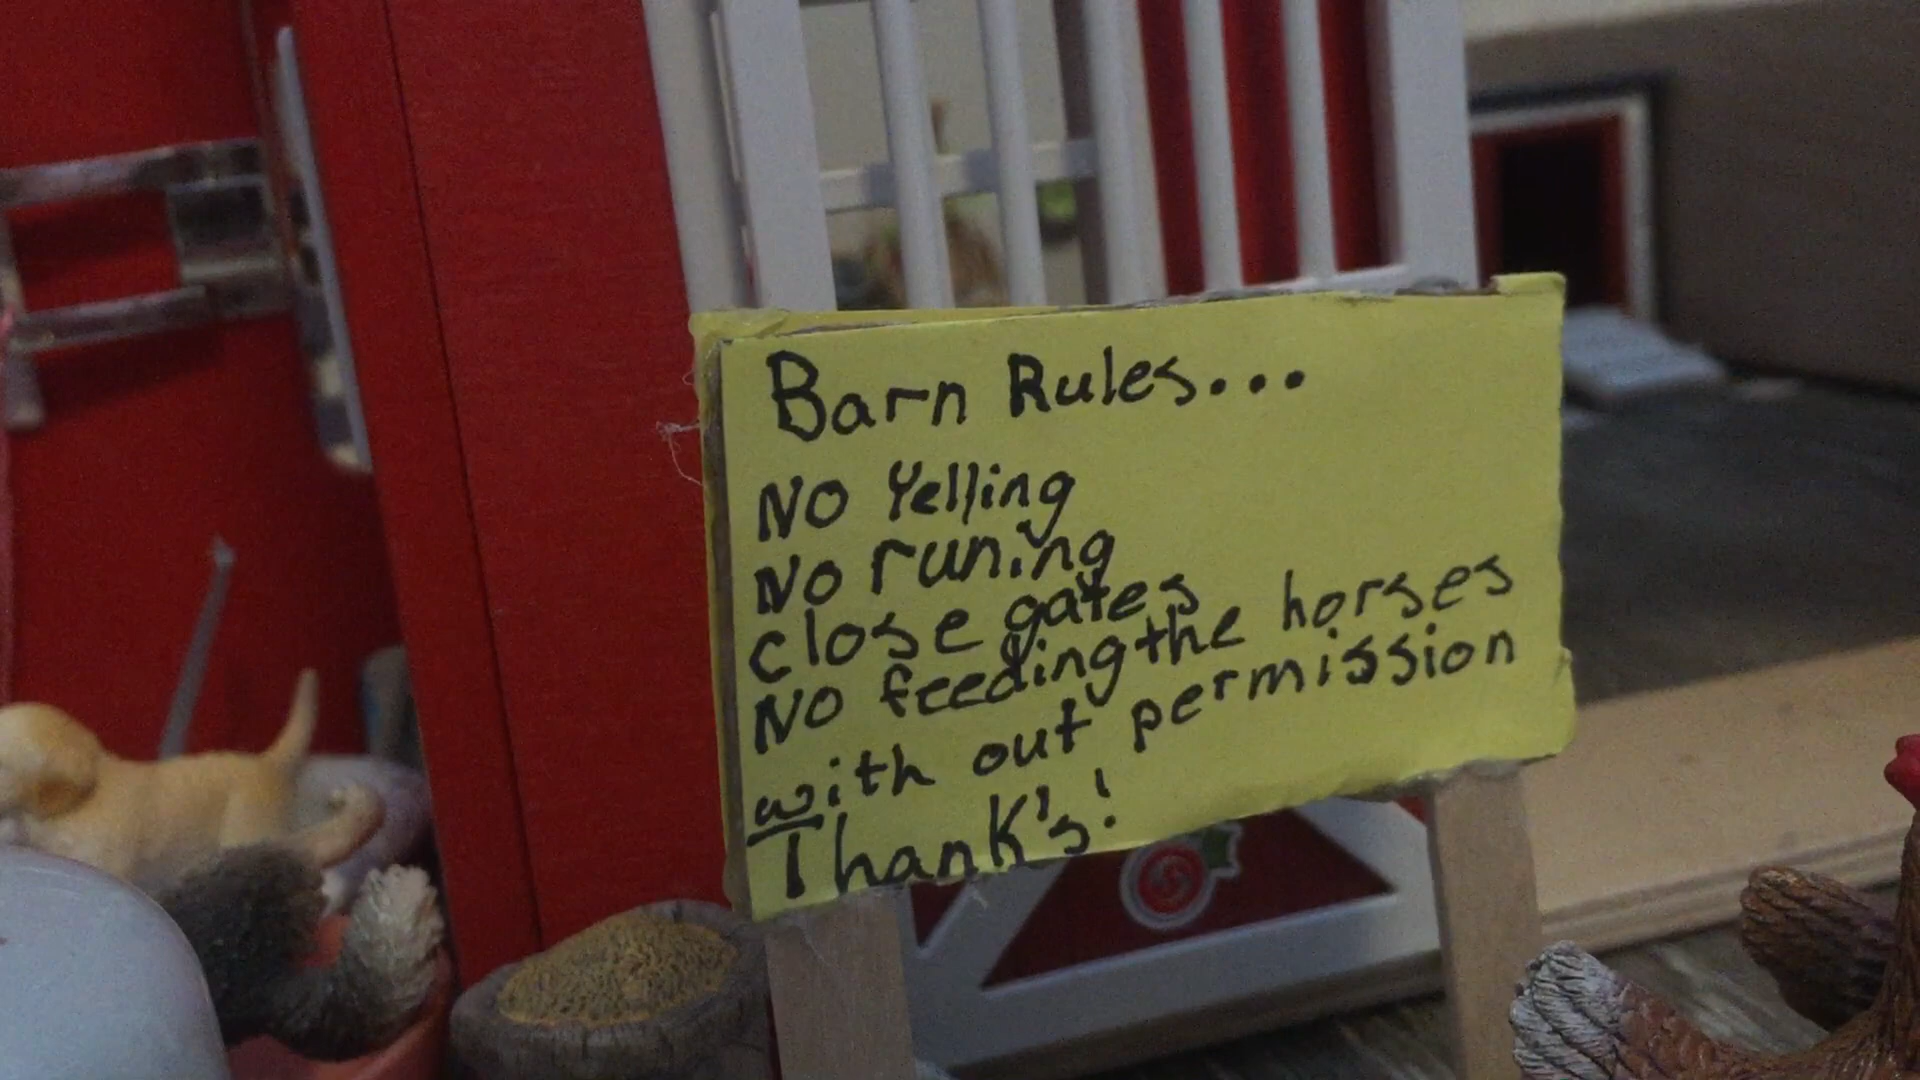 Barn Rules...
NO Yelling
NO runing
close gates
NO feeding the horses
with out permission
Thank's!